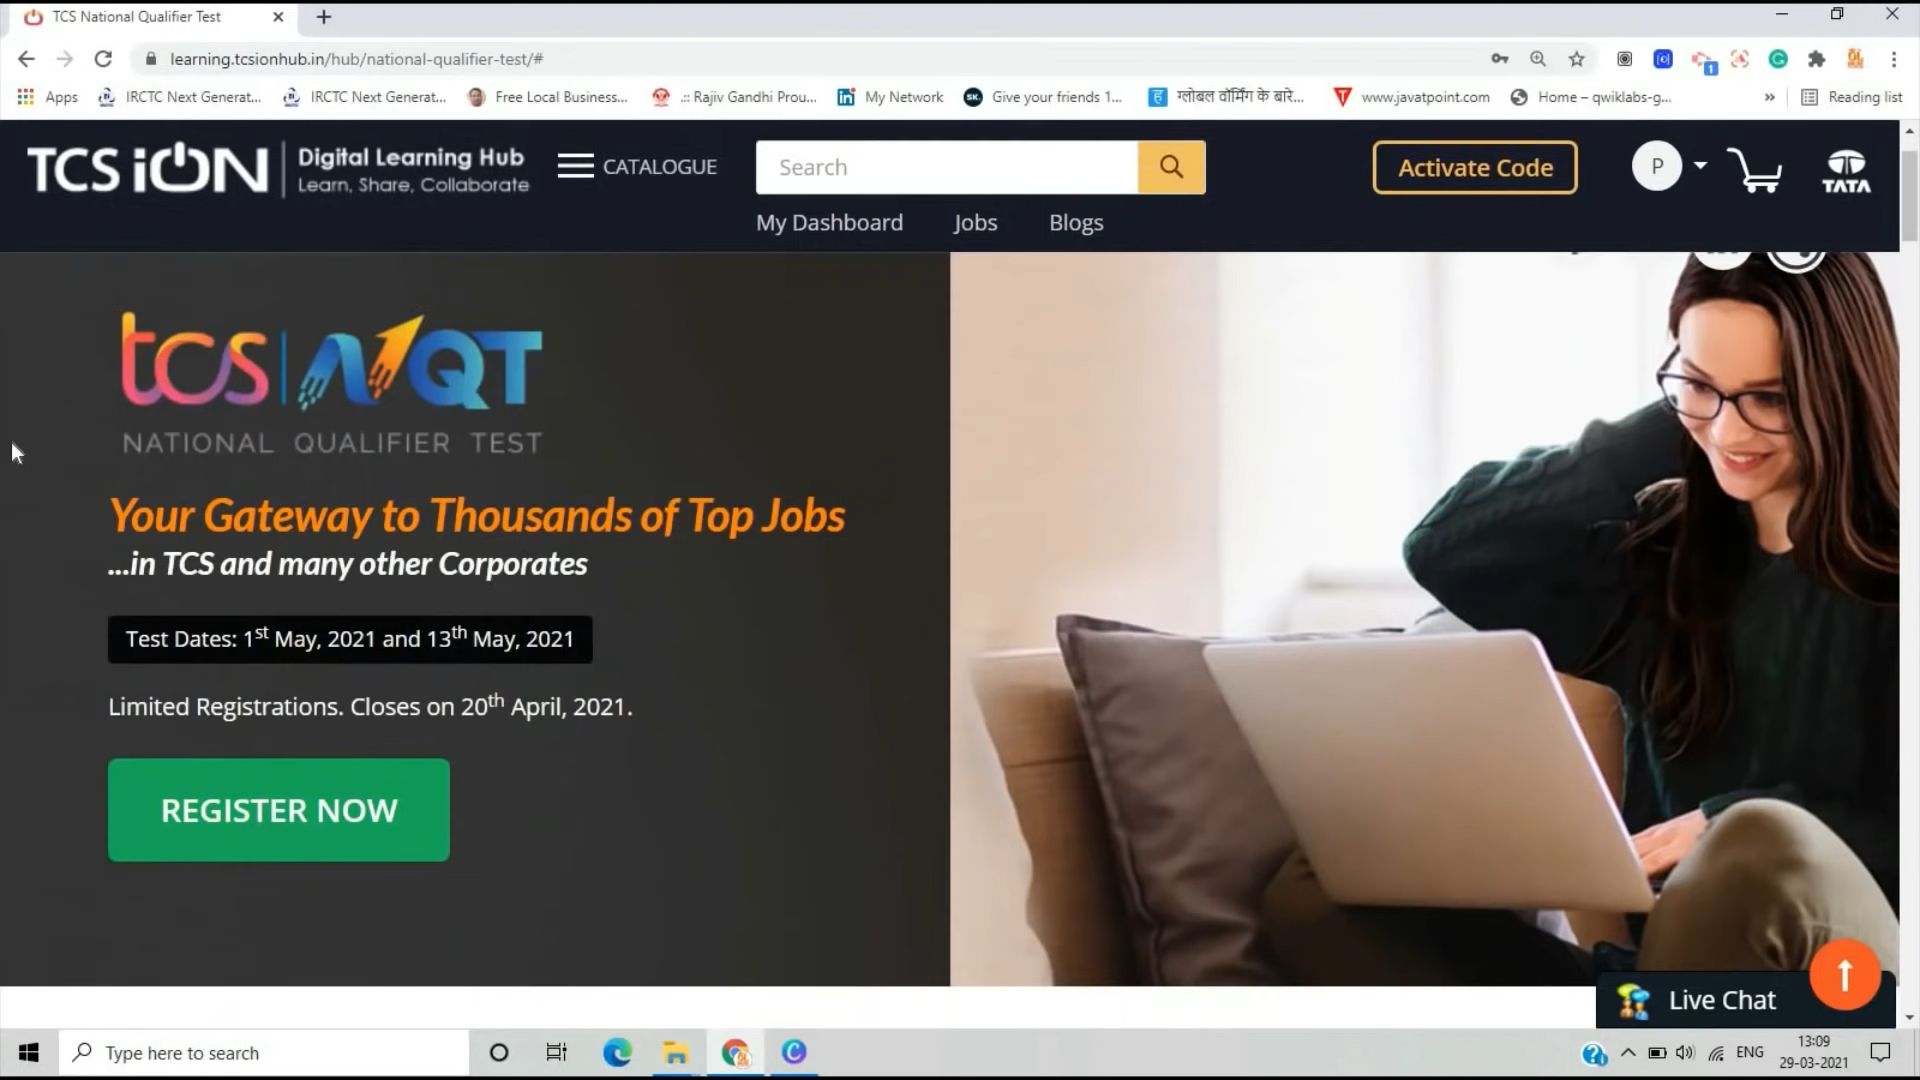 TCS National Qualifier Test
learning.tcsionhub.in/hub/national-qualifier-test/#
Apps IRCTC Next Generat... IRCTC Next Generat... Free Local Business... .:: Rajiv Gandhi Prou... My Network SK. Give your friends 1... ह ग्लोबल वॉर्मिंग के बारे... www.javatpoint.com Home – qwiklabs-g... » Reading list
TCS iON Digital Learning Hub
Learn, Share, Collaborate
CATALOGUE
Search
Activate Code
P
TATA
My Dashboard Jobs Blogs
tcs | NQT
NATIONAL QUALIFIER TEST
Your Gateway to Thousands of Top Jobs
...in TCS and many other Corporates
Test Dates: 1st May, 2021 and 13th May, 2021
Limited Registrations. Closes on 20th April, 2021.
REGISTER NOW
Live Chat
Type here to search
ENG
13:09
29-03-2021